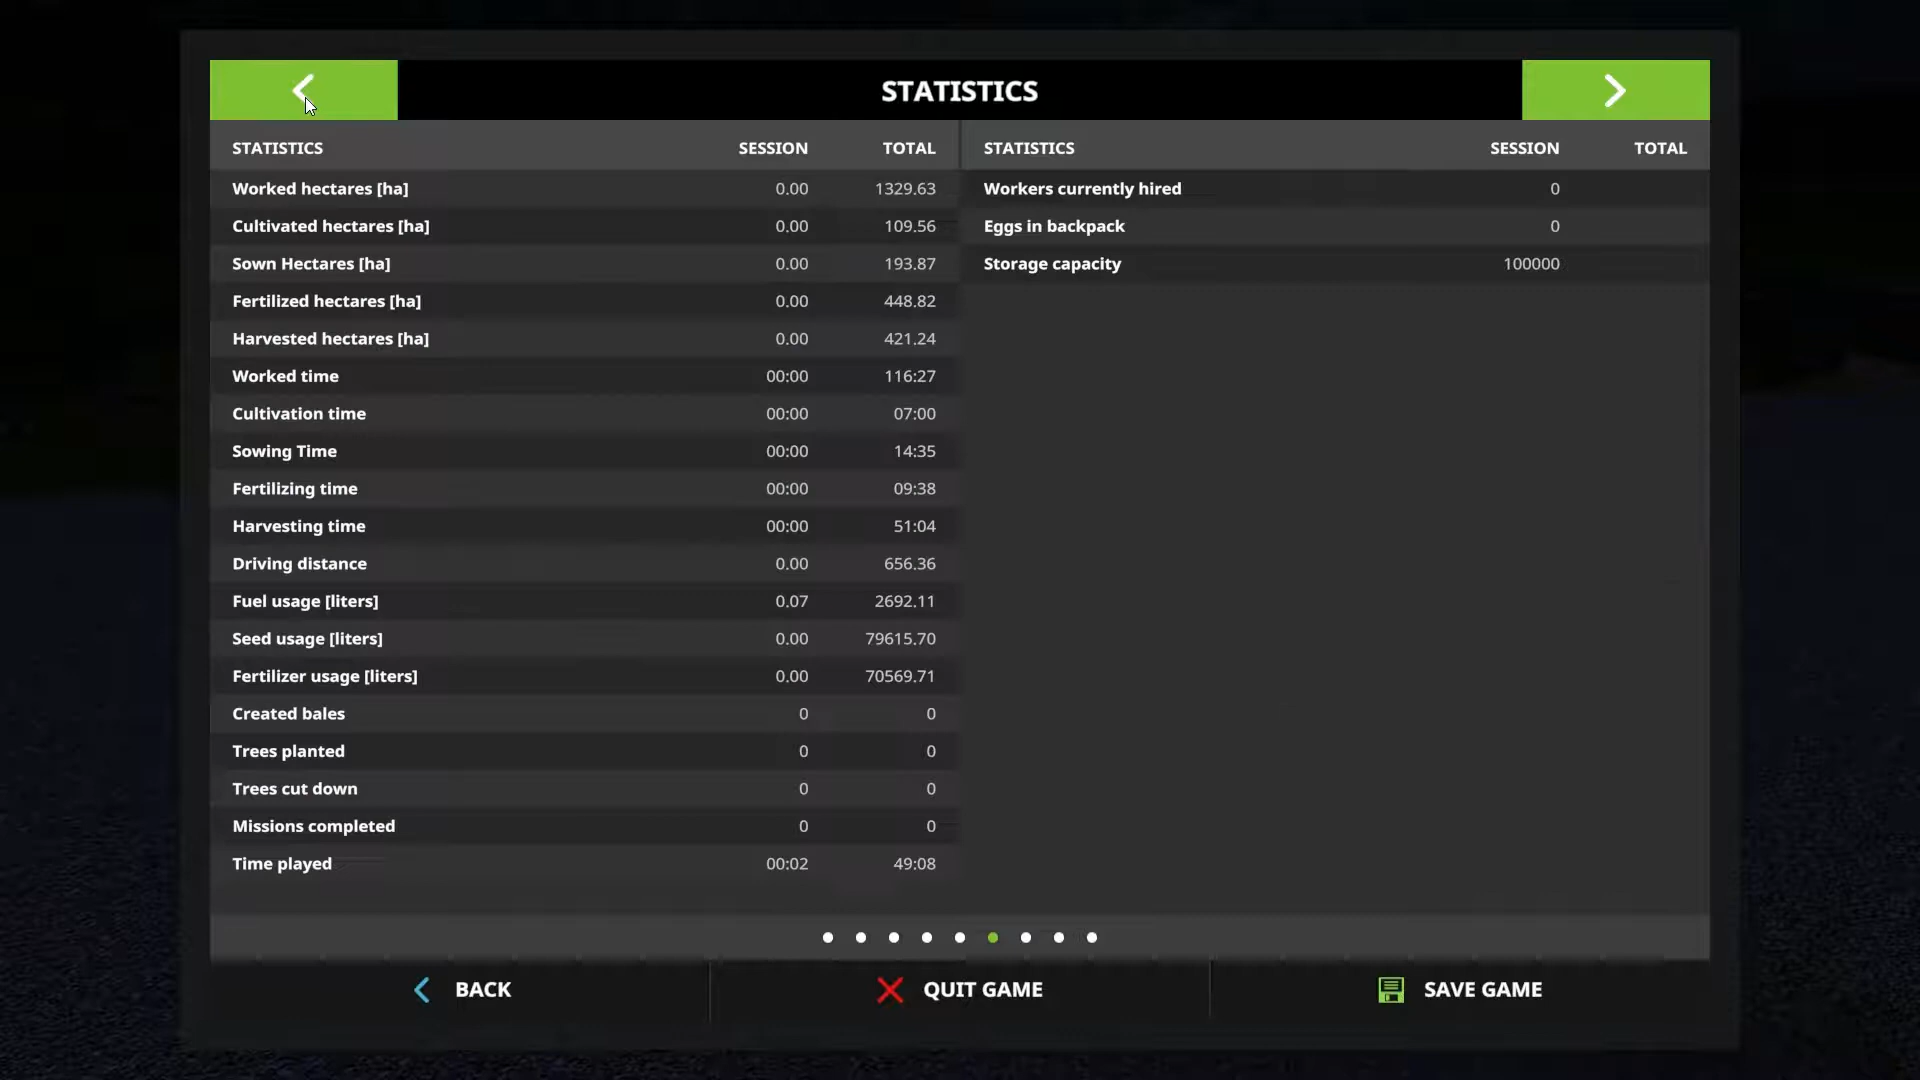 STATISTICS
STATISTICS SESSION TOTAL
Worked hectares [ha] 0.00 1329.63
Cultivated hectares [ha] 0.00 109.56
Sown Hectares [ha] 0.00 193.87
Fertilized hectares [ha] 0.00 448.82
Harvested hectares [ha] 0.00 421.24
Worked time 00:00 116:27
Cultivation time 00:00 07:00
Sowing Time 00:00 14:35
Fertilizing time 00:00 09:38
Harvesting time 00:00 51:04
Driving distance 0.00 656.36
Fuel usage [liters] 0.07 2692.11
Seed usage [liters] 0.00 79615.70
Fertilizer usage [liters] 0.00 70569.71
Created bales 0 0
Trees planted 0 0
Trees cut down 0 0
Missions completed 0 0
Time played 00:02 49:08
STATISTICS SESSION TOTAL
Workers currently hired 0
Eggs in backpack 0
Storage capacity 100000
BACK QUIT GAME SAVE GAME